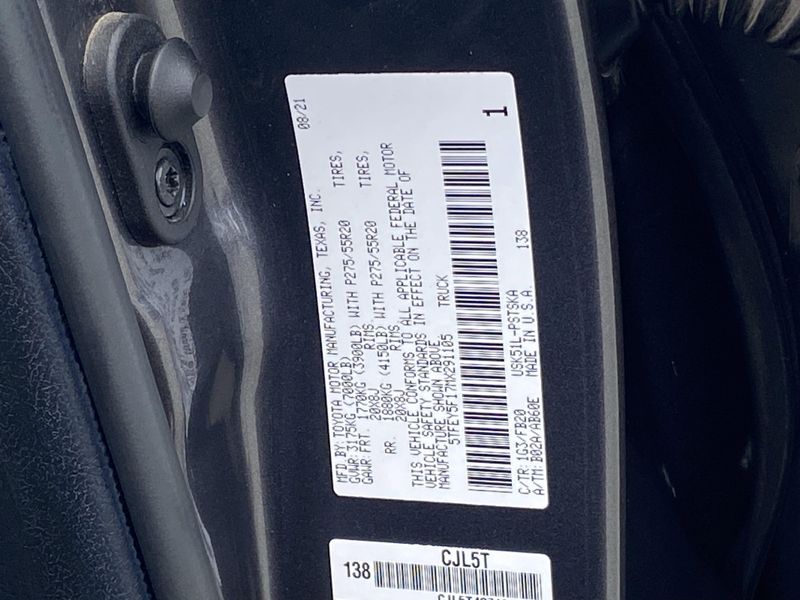 08/21
MFD BY:TOYOTA MOTOR MANUFACTURING, TEXAS, INC.
GVWR:3175KG (7000LB)
GAWR:FRT. 1770KG (3900LB) WITH P275/55R20 TIRES,
20X8J RIMS
RR. 1880KG (4150LB) WITH P275/55R20 TIRES,
20X8J RIMS
THIS VEHICLE CONFORMS TO ALL APPLICABLE FEDERAL MOTOR
VEHICLE SAFETY STANDARDS IN EFFECT ON THE DATE OF
MANUFACTURE SHOWN ABOVE.
5TFEY5F17MX291105 TRUCK
1
C/TR:1G3/FB20 USK51L-PSTSKA 138
A/TM:B02A/AB60E MADE IN U.S.A.
CJL5T
138